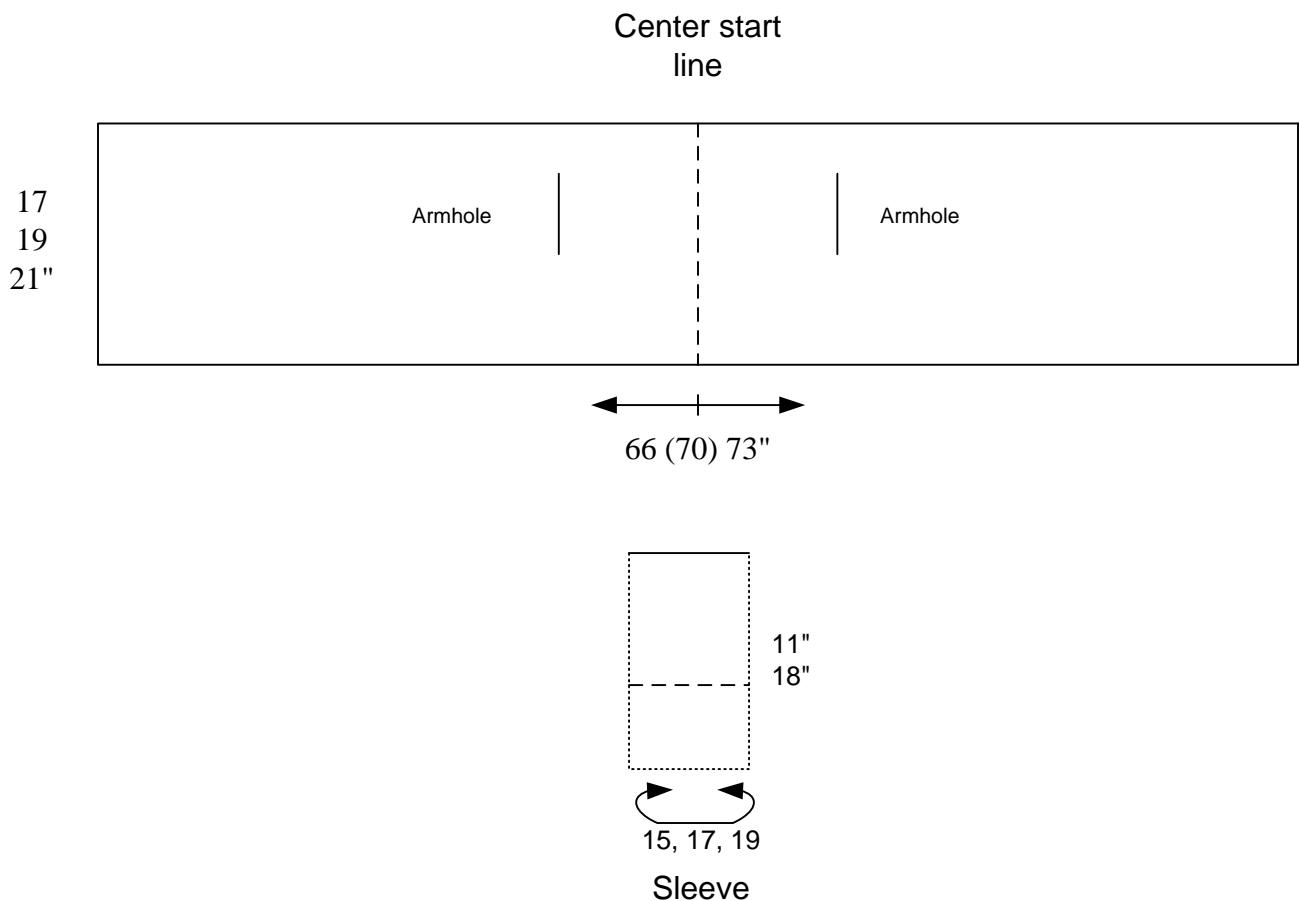 Center start
line
17
19
21"
Armhole
Armhole
66 (70) 73"
11"
18"
15, 17, 19
Sleeve